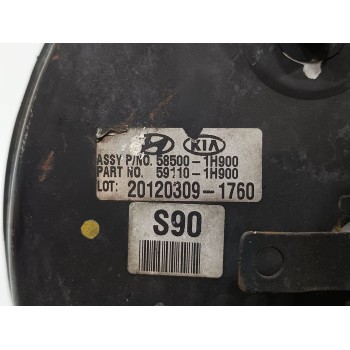 KIA
ASSY P/NO. 58500-1H900
PART NO. 59110-1H900
LOT: 20120309-1760
S90